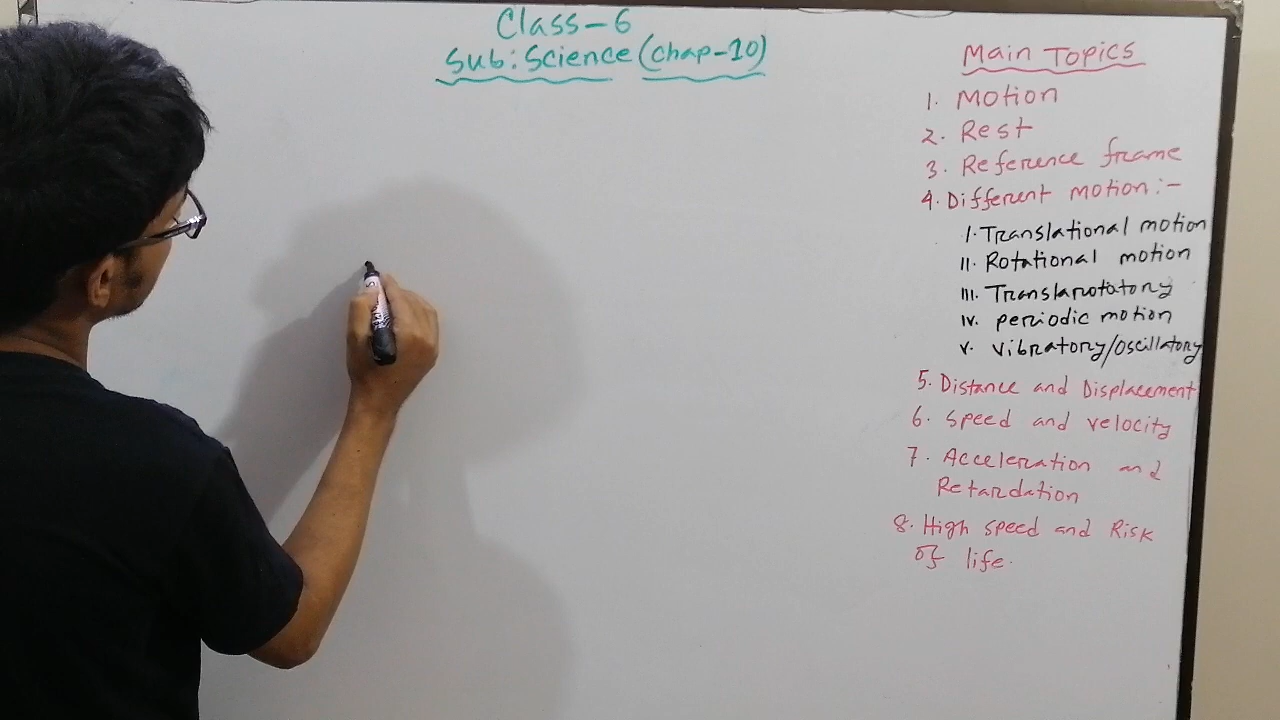 Class-6
Sub: Science (chap-10)
Main Topics
1. Motion
2. Rest
3. Reference frame
4. Different motion:-
I. Translational motion
II. Rotational motion
III. Translarotatory
IV. periodic motion
V. vibratory/oscillatory
5. Distance and Displacement
6. Speed and velocity
7. Acceleration and
Retardation
8. High speed and Risk
of life.